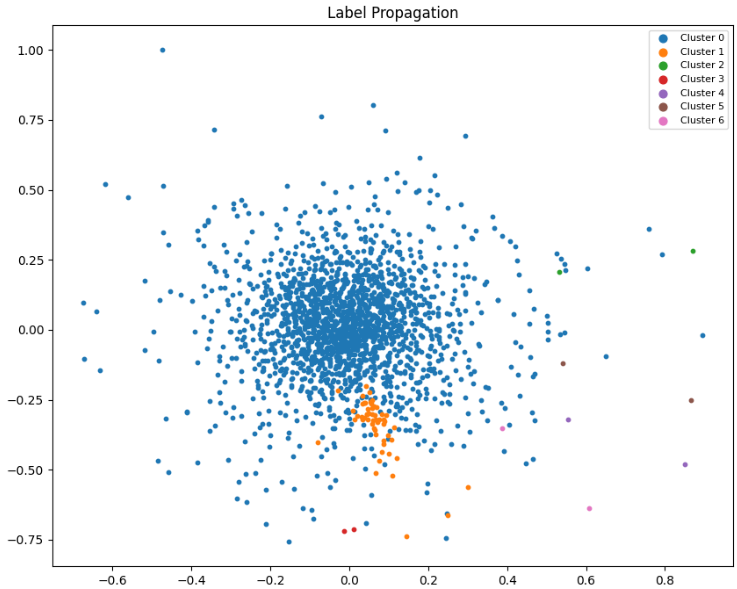 Label Propagation
1.00
0.75
0.50
0.25
0.00
−0.25
−0.50
−0.75
−0.6
−0.4
−0.2
0.0
0.2
0.4
0.6
0.8
Cluster 0
Cluster 1
Cluster 2
Cluster 3
Cluster 4
Cluster 5
Cluster 6